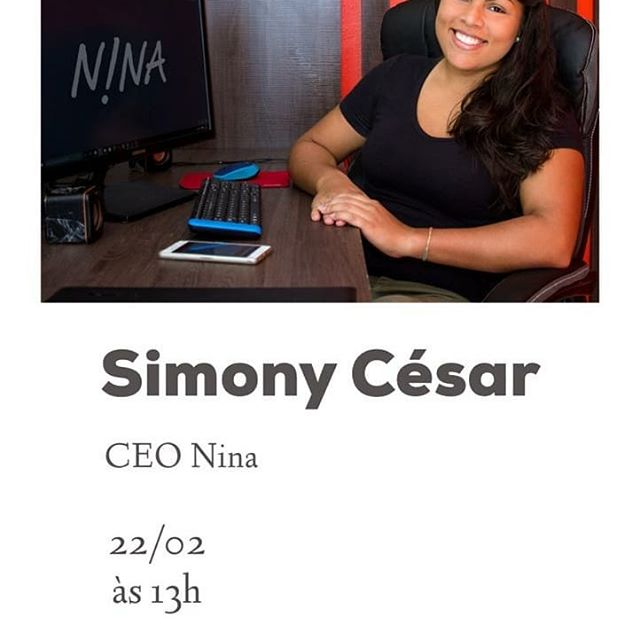 N!NA
Simony César
CEO Nina
22/02
às 13h